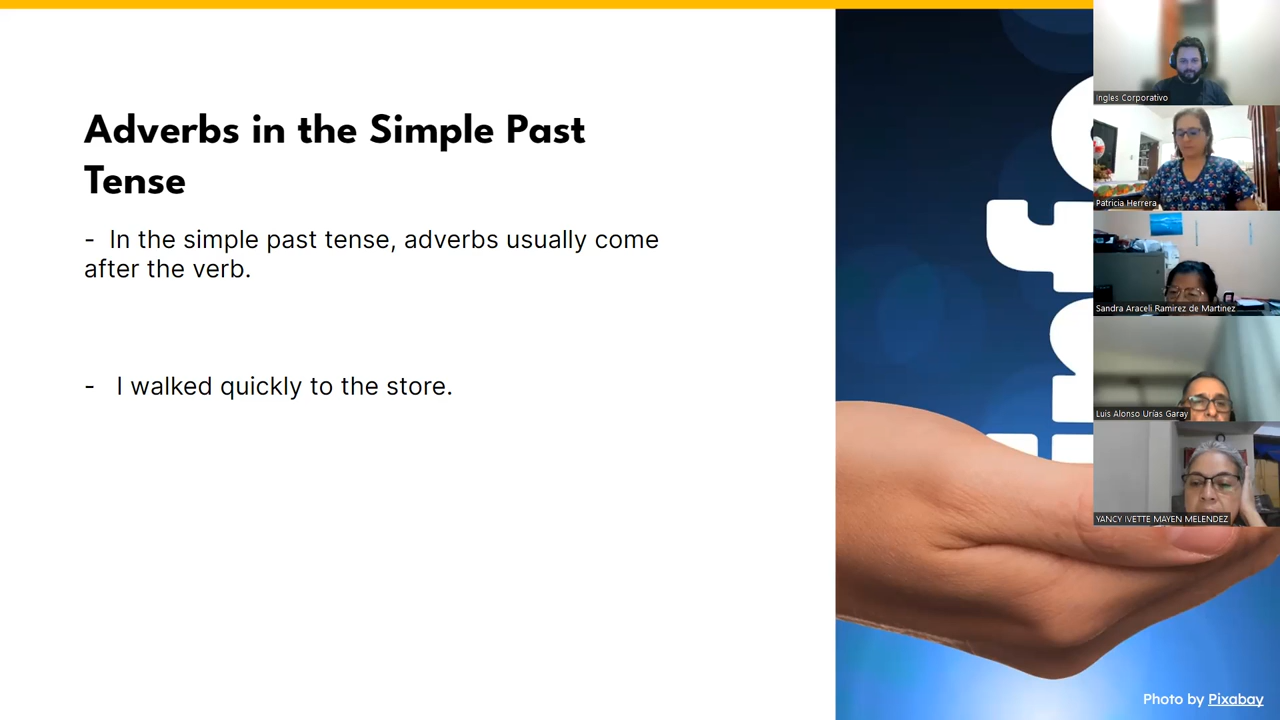 Adverbs in the Simple Past
Tense
- In the simple past tense, adverbs usually come
after the verb.
- I walked quickly to the store.
info
Ingles Corporativo
Patricia Herrera
Sandra Araceli Ramirez de Martinez
Luis Alonso Urías Garay
YANCY IVETTE MAYEN MELENDEZ
Photo by Pixabay